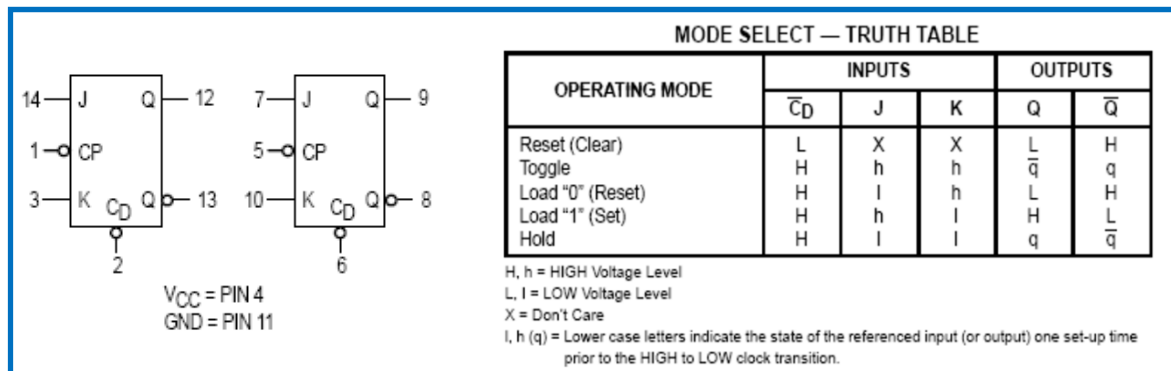 14 J Q 12
1 CP
3 K C̅D Q 13
2
7 J Q 9
5 CP
10 K CD Q 8
6
VCC = PIN 4
GND = PIN 11
MODE SELECT — TRUTH TABLE
OPERATING MODE INPUTS OUTPUTS
C̅D J K Q Q̅
Reset (Clear) L X X L H
Toggle H h h q̅ q
Load "0" (Reset) H l h L H
Load "1" (Set) H h l H L
Hold H l l q q̅
H, h = HIGH Voltage Level
L, l = LOW Voltage Level
X = Don't Care
l, h (q) = Lower case letters indicate the state of the referenced input (or output) one set-up time
prior to the HIGH to LOW clock transition.